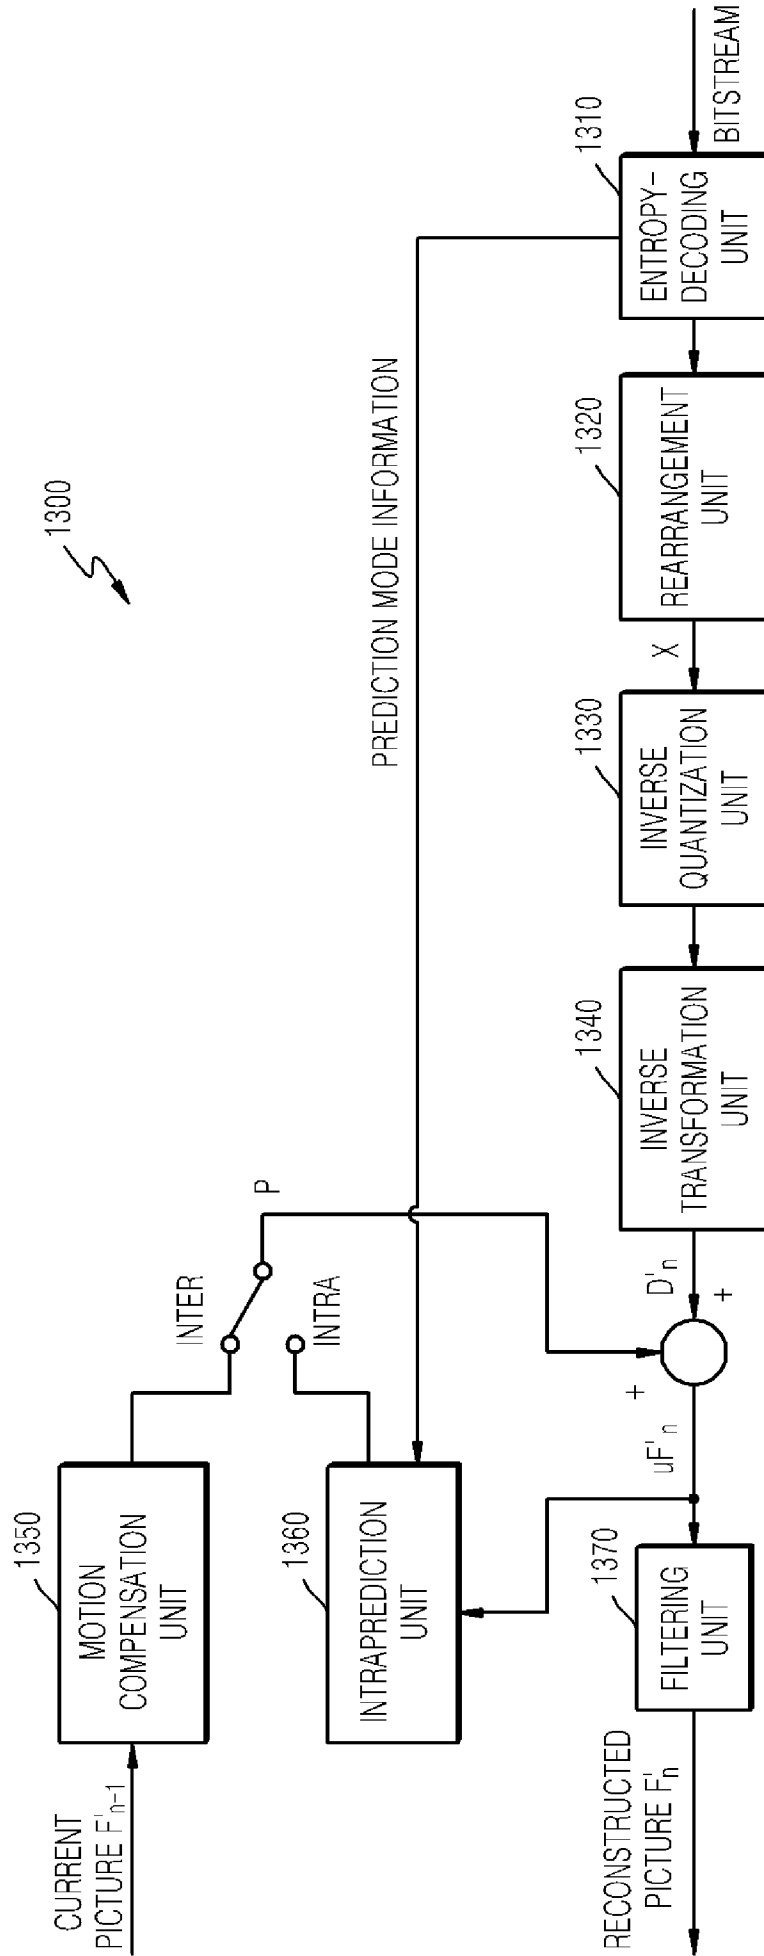 1300
CURRENT
PICTURE F'n-1
1350
MOTION
COMPENSATION
UNIT
INTER
P
INTRA
1360
INTRAPREDICTION
UNIT
PREDICTION MODE INFORMATION
RECONSTRUCTED
PICTURE F'n
1370
FILTERING
UNIT
uF'n
+
D'n
+
1340
INVERSE
TRANSFORMATION
UNIT
1330
INVERSE
QUANTIZATION
UNIT
X
1320
REARRANGEMENT
UNIT
1310
ENTROPY-
DECODING
UNIT
BITSTREAM